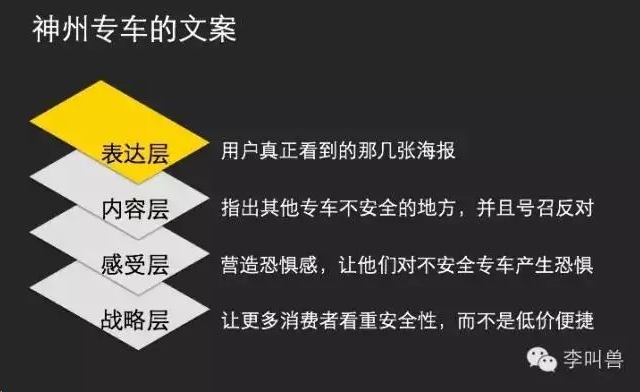 神州专车的文案
表达层 用户真正看到的那几张海报
内容层 指出其他专车不安全的地方，并且号召反对
感受层 营造恐惧感，让他们对不安全专车产生恐惧
战略层 让更多消费者看重安全性，而不是低价便捷
李叫兽